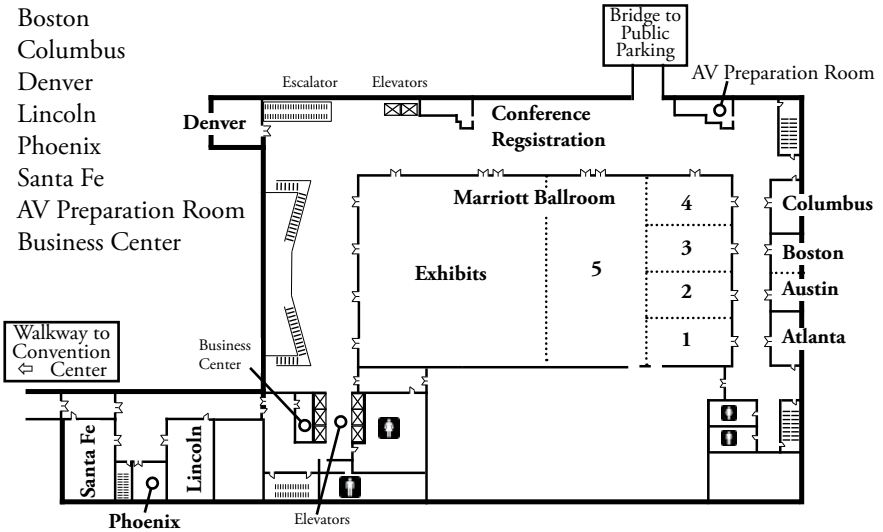 Boston
Columbus
Denver
Lincoln
Phoenix
Santa Fe
AV Preparation Room
Business Center
Bridge to
Public
Parking
AV Preparation Room
Escalator
Elevators
Denver
Conference
Regsistration
Marriott Ballroom
4
Columbus
3
Boston
Exhibits
5
2
Austin
1
Atlanta
Walkway to
Convention
⇦ Center
Business
Center
Santa Fe
Lincoln
Phoenix
Elevators